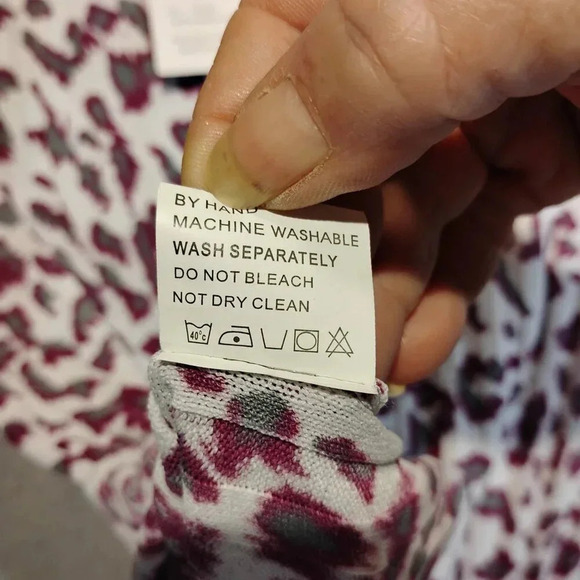 BY HAND
MACHINE WASHABLE
WASH SEPARATELY
DO NOT BLEACH
NOT DRY CLEAN
40°C